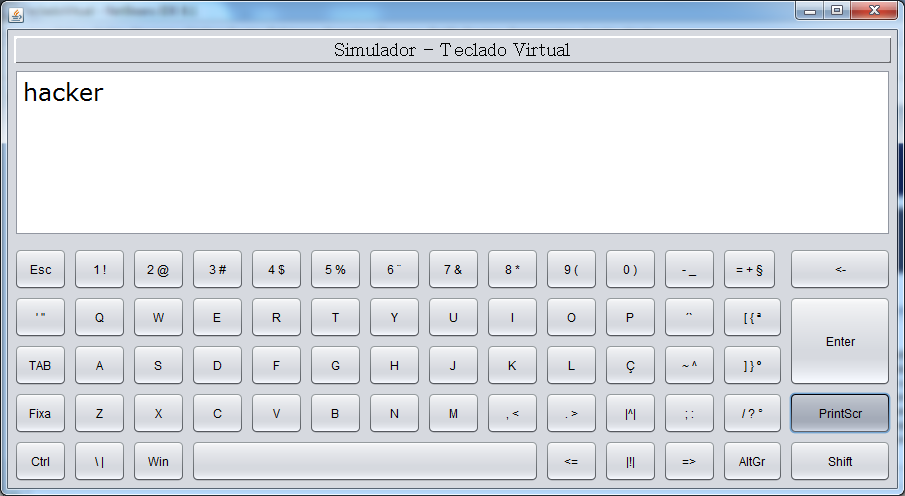 Simulador - Teclado Virtual
hacker
Esc 1 ! 2 @ 3 # 4 $ 5 % 6 ¨ 7 & 8 * 9 ( 0 ) - _ = + § <-
' " Q W E R T Y U I O P ´` [ { ª Enter
TAB A S D F G H J K L Ç ~ ^ ] } º
Fixa Z X C V B N M , < . > |^| ; : / ? ° PrintScr
Ctrl \ | Win <= |!| => AltGr Shift